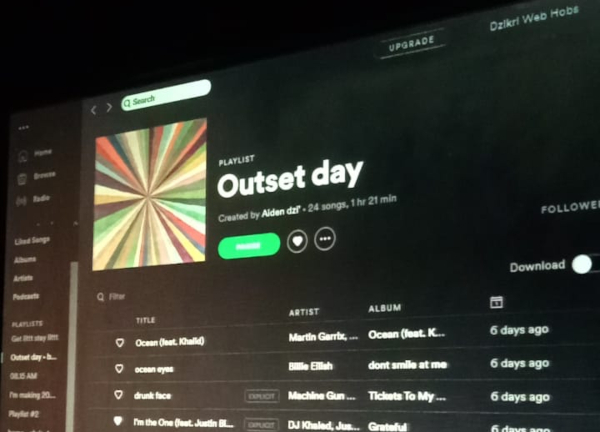 UPGRADE
Dzikri Web Hobs
Search
Home
Browse
Radio
Liked Songs
Albums
Artists
Podcasts
PLAYLISTS
Get litt stay litt
Outset day - b...
08.15 AM
I'm making 20...
Playlist #2
PLAYLIST
Outset day
Created by Aiden dzi' • 24 songs, 1 hr 21 min
FOLLOWE
Download
Filter
TITLE ARTIST ALBUM
Ocean (feat. Khalid) Martin Garrix, ... Ocean (feat. K... 6 days ago
ocean eyes Billie Eilish dont smile at me 6 days ago
drunk face EXPLICIT Machine Gun ... Tickets To My ... 6 days ago
I'm the One (feat. Justin Bi... EXPLICIT DJ Khaled, Jus... Grateful 6 days ago